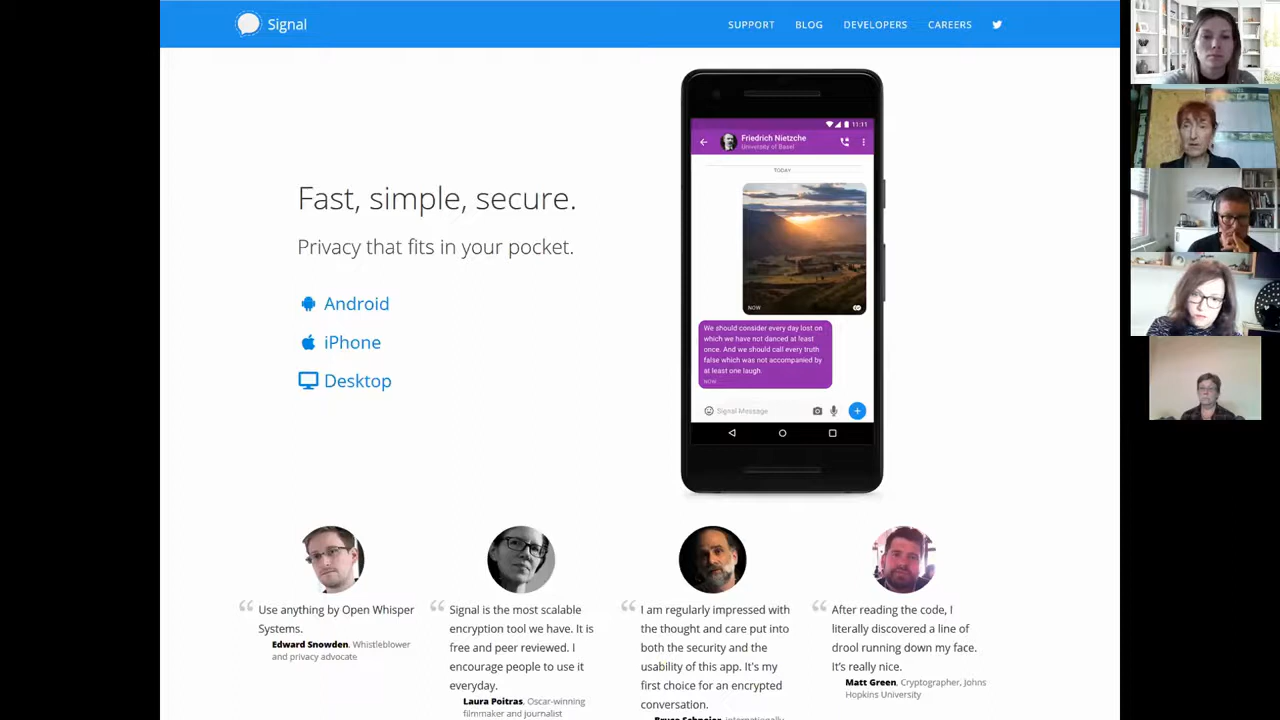 Signal
SUPPORT
BLOG
DEVELOPERS
CAREERS
Fast, simple, secure.
Privacy that fits in your pocket.
Android
iPhone
Desktop
11:11
Friedrich Nietzche
University of Basel
TODAY
NOW
We should consider every day lost on
which we have not danced at least
once. And we should call every truth
false which was not accompanied by
at least one laugh
NOW
Signal Message
Use anything by Open Whisper
Systems.
Edward Snowden, Whistleblower
and privacy advocate
Signal is the most scalable
encryption tool we have. It is
free and peer reviewed. I
encourage people to use it
everyday.
Laura Poitras, Oscar-winning
filmmaker and journalist
I am regularly impressed with
the thought and care put into
both the security and the
usability of this app. It's my
first choice for an encrypted
conversation.
After reading the code, I
literally discovered a line of
drool running down my face.
It's really nice.
Matt Green, Cryptographer, Johns
Hopkins University